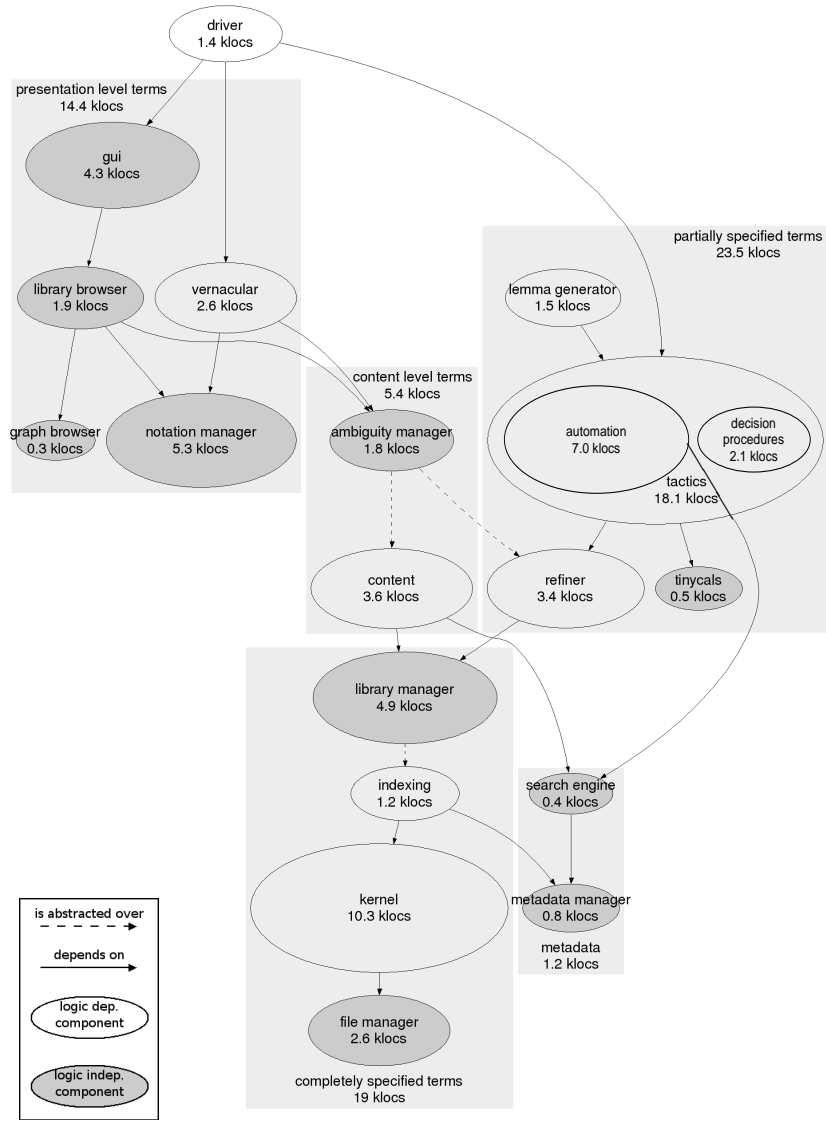 driver
1.4 klocs
presentation level terms
14.4 klocs
gui
4.3 klocs
partially specified terms
23.5 klocs
library browser
1.9 klocs
vernacular
2.6 klocs
lemma generator
1.5 klocs
content level terms
5.4 klocs
graph browser
0.3 klocs
notation manager
5.3 klocs
ambiguity manager
1.8 klocs
automation
7.0 klocs
decision
procedures
2.1 klocs
tactics
18.1 klocs
content
3.6 klocs
refiner
3.4 klocs
tinycals
0.5 klocs
library manager
4.9 klocs
indexing
1.2 klocs
search engine
0.4 klocs
kernel
10.3 klocs
metadata manager
0.8 klocs
metadata
1.2 klocs
file manager
2.6 klocs
completely specified terms
19 klocs
is abstracted over
depends on
logic dep.
component
logic indep.
component